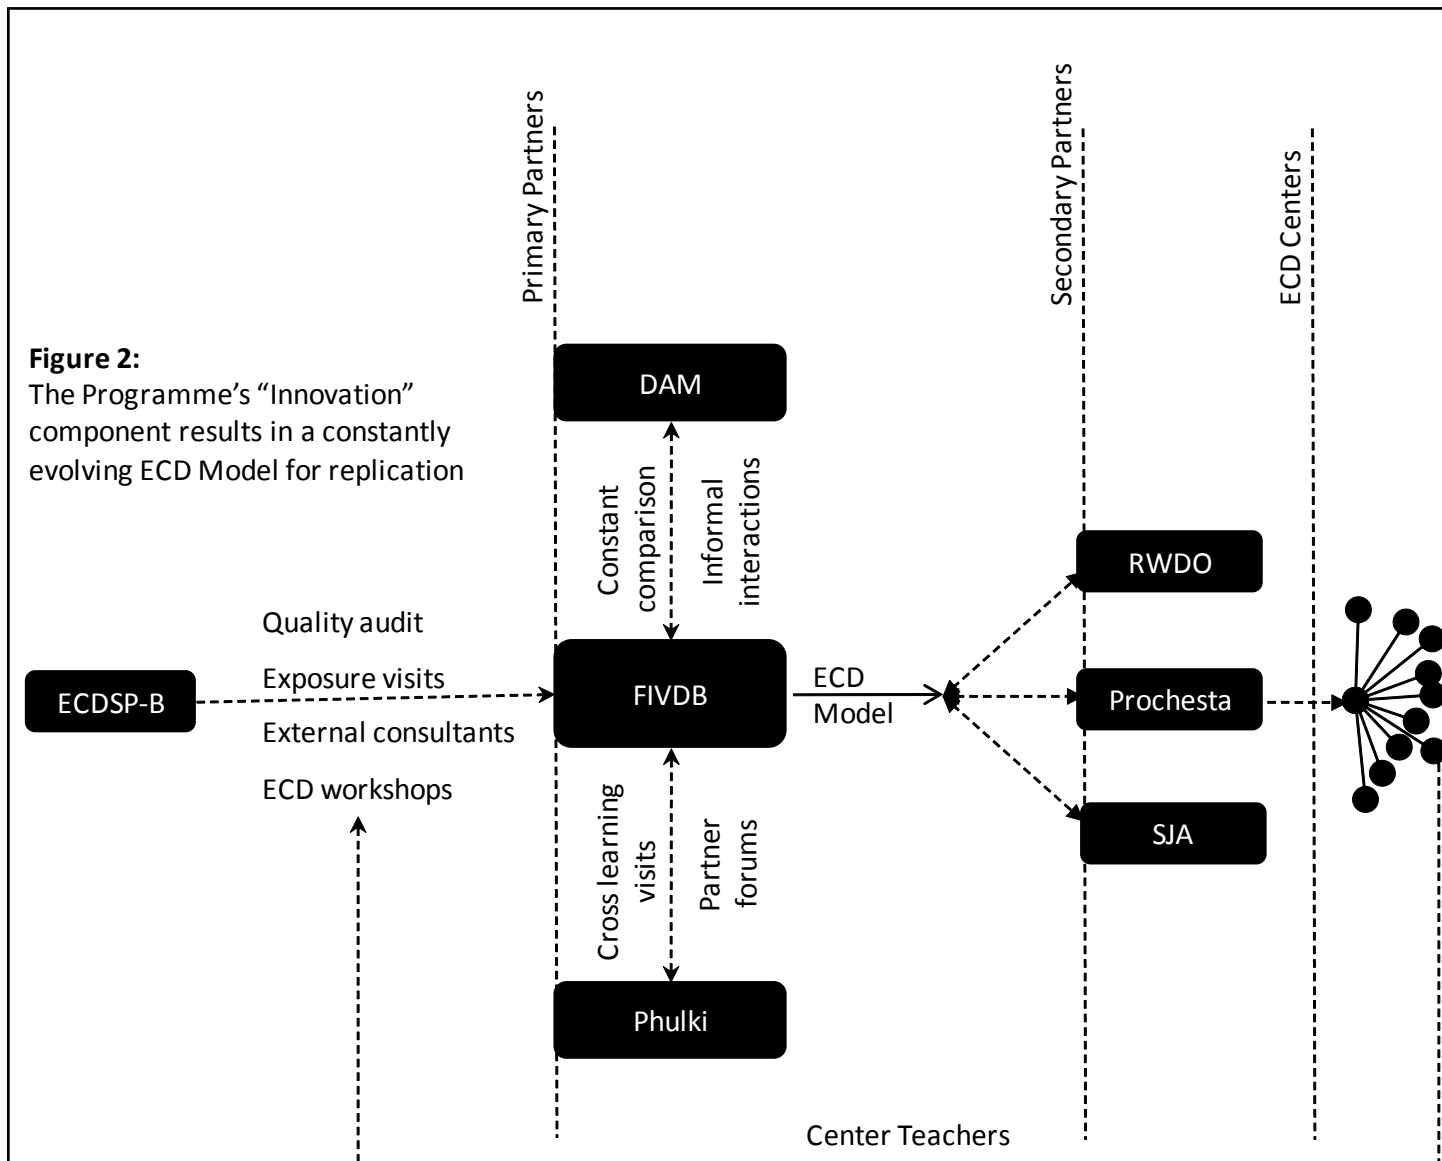 Primary Partners
Secondary Partners
ECD Centers
Figure 2:
The Programme’s “Innovation”
component results in a constantly
evolving ECD Model for replication
DAM
Constant
comparison
Informal
interactions
RWDO
Quality audit
Exposure visits
External consultants
ECD workshops
ECDSP-B
FIVDB
ECD
Model
Prochesta
SJA
Cross learning
visits
Partner
forums
Phulki
Center Teachers